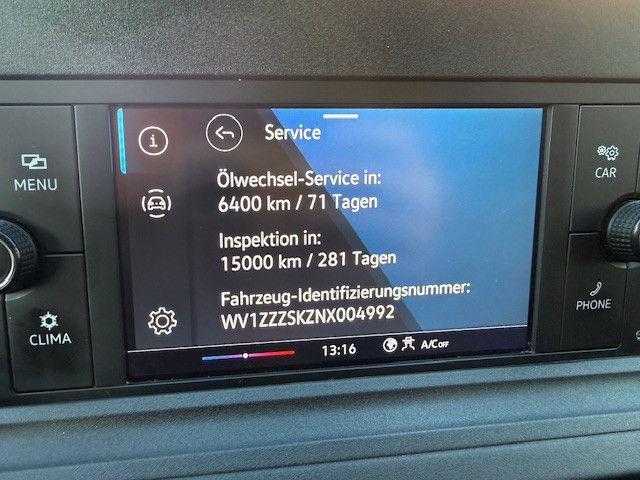 Service
Ölwechsel-Service in:
6400 km / 71 Tagen
Inspektion in:
15000 km / 281 Tagen
Fahrzeug-Identifizierungsnummer:
WV1ZZZSKZNX004992
13:16
A/C OFF
MENU
CLIMA
CAR
PHONE